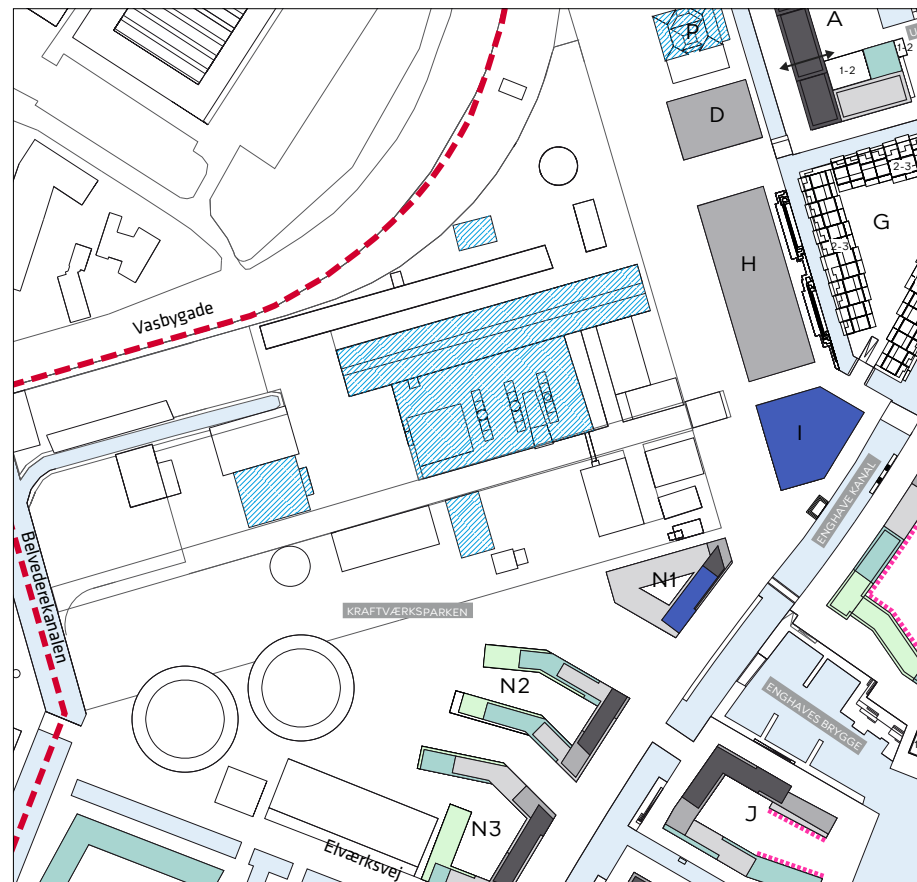 A
P
U
1-2
1-2
D
2-3
G
2-3
H
Vasbygade
I
ENGHAVE KANAL
Belvederekanalen
N1
KRAFTVÆRKSPARKEN
N2
ENGHAVES BRYGGE
J
N3
Elværksvej